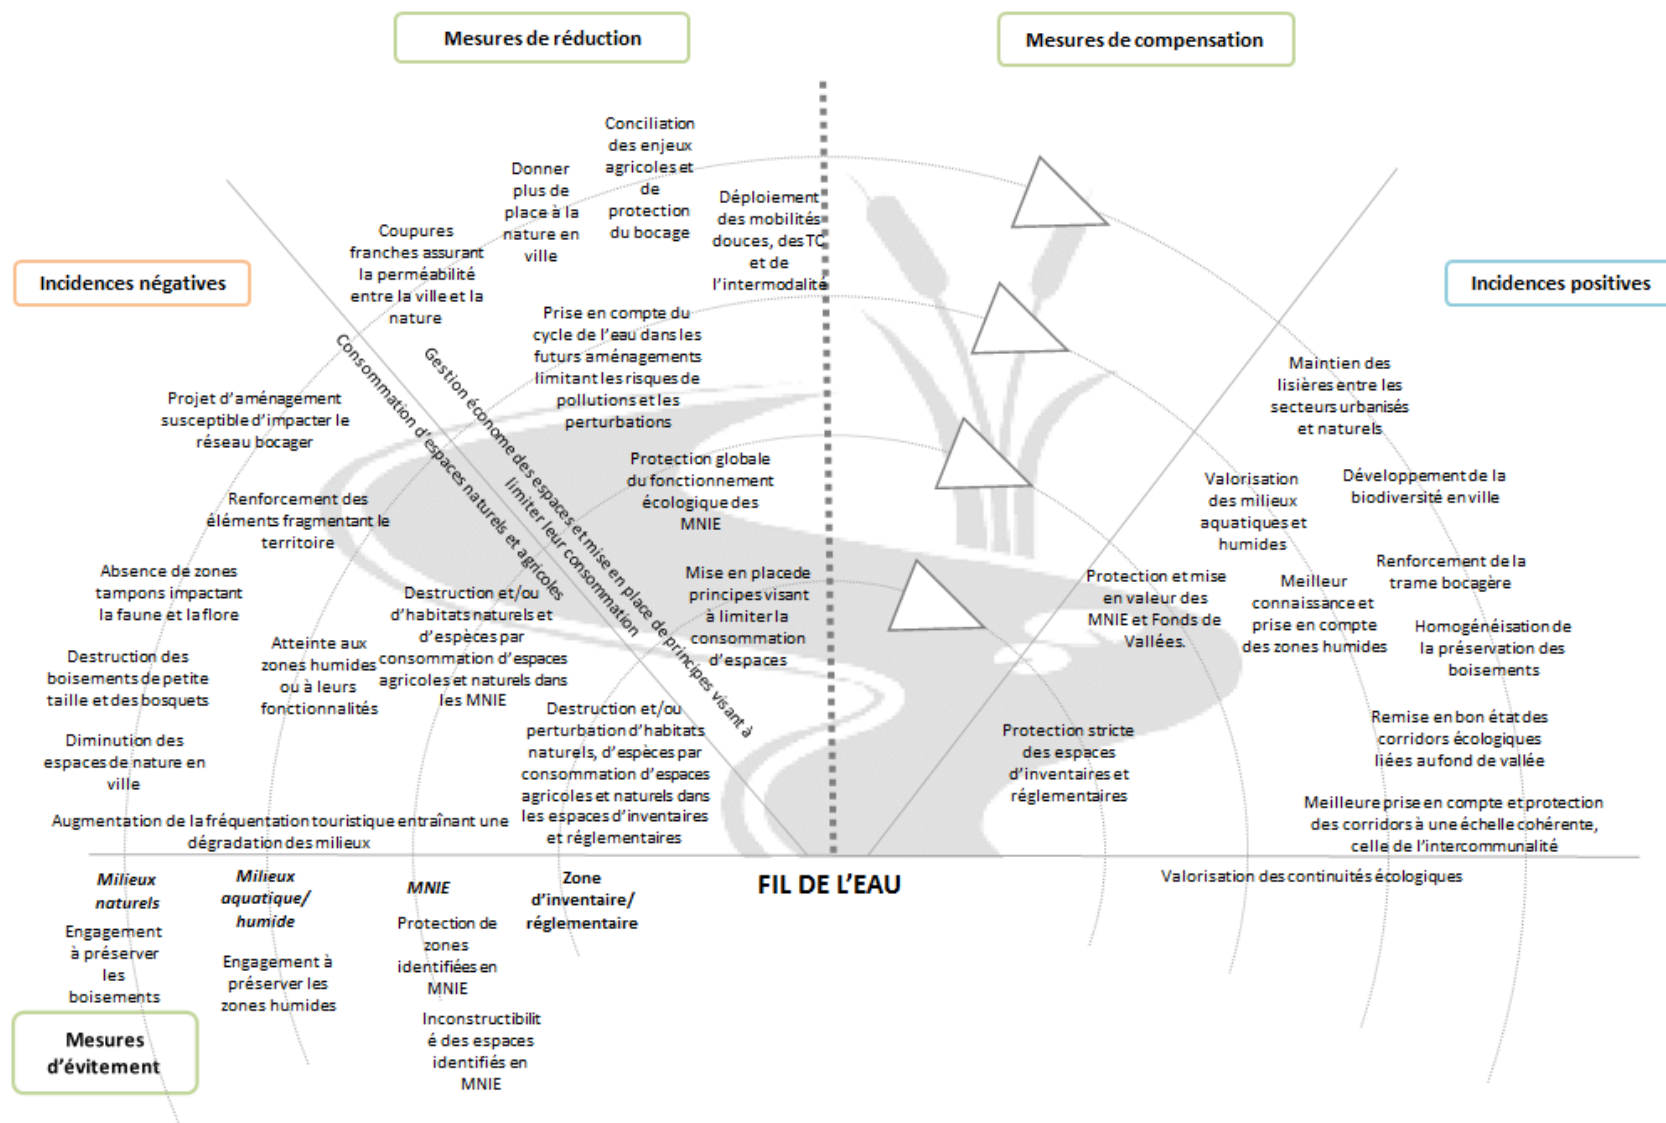 Mesures de réduction
Mesures de compensation
Incidences négatives
Incidences positives
Conciliation
des enjeux
agricoles et
de
protection
du bocage
Donner
plus de
place à la
nature en
ville
Déploiement
des mobilités
douces, des TC
et de
l'intermodalité
Coupures
franches assurant
la perméabilité
entre la ville et la
nature
Prise en compte du
cycle de l'eau dans les
futurs aménagements
limitant les risques de
pollutions et les
perturbations
Protection globale
du fonctionnement
écologique des
MNIE
Mise en place de
principes visant
à limiter la
consommation
d'espaces
Gestion économe des espaces et mise en place de principes visant à
limiter leur consommation
Consommation d'espaces naturels et agricoles
Projet d'aménagement
susceptible d'impacter le
réseau bocager
Renforcement des
éléments fragmentant le
territoire
Absence de zones
tampons impactant
la faune et la flore
Destruction et/ou
d'habitats naturels et
d'espèces par
consommation d'espaces
agricoles et naturels dans
les MNIE
Atteinte aux
zones humides
ou à leurs
fonctionnalités
Destruction des
boisements de petite
taille et des bosquets
Destruction et/ou
perturbation d'habitats
naturels, d'espèces par
consommation d'espaces
agricoles et naturels dans
les espaces d'inventaires
et réglementaires
Diminution des
espaces de nature en
ville
Augmentation de la fréquentation touristique entraînant une
dégradation des milieux
Maintien des
lisières entre les
secteurs urbanisés
et naturels
Valorisation
des milieux
aquatiques et
humides
Développement de la
biodiversité en ville
Renforcement de la
trame bocagère
Protection et mise
en valeur des
MNIE et Fonds de
Vallées.
Meilleur
connaissance et
prise en compte
des zones humides
Homogénéisation de
la préservation des
boisements
Protection stricte
des espaces
d'inventaires et
réglementaires
Remise en bon état des
corridors écologiques
liées au fond de vallée
Meilleure prise en compte et protection
des corridors à une échelle cohérente,
celle de l'intercommunalité
Valorisation des continuités écologiques
FIL DE L'EAU
Milieux
naturels
Milieux
aquatique/
humide
MNIE
Zone
d'inventaire/
réglementaire
Engagement
à préserver
les
boisements
Engagement à
préserver les
zones humides
Protection de
zones
identifiées en
MNIE
Inconstructibilit
é des espaces
identifiés en
MNIE
Mesures
d'évitement